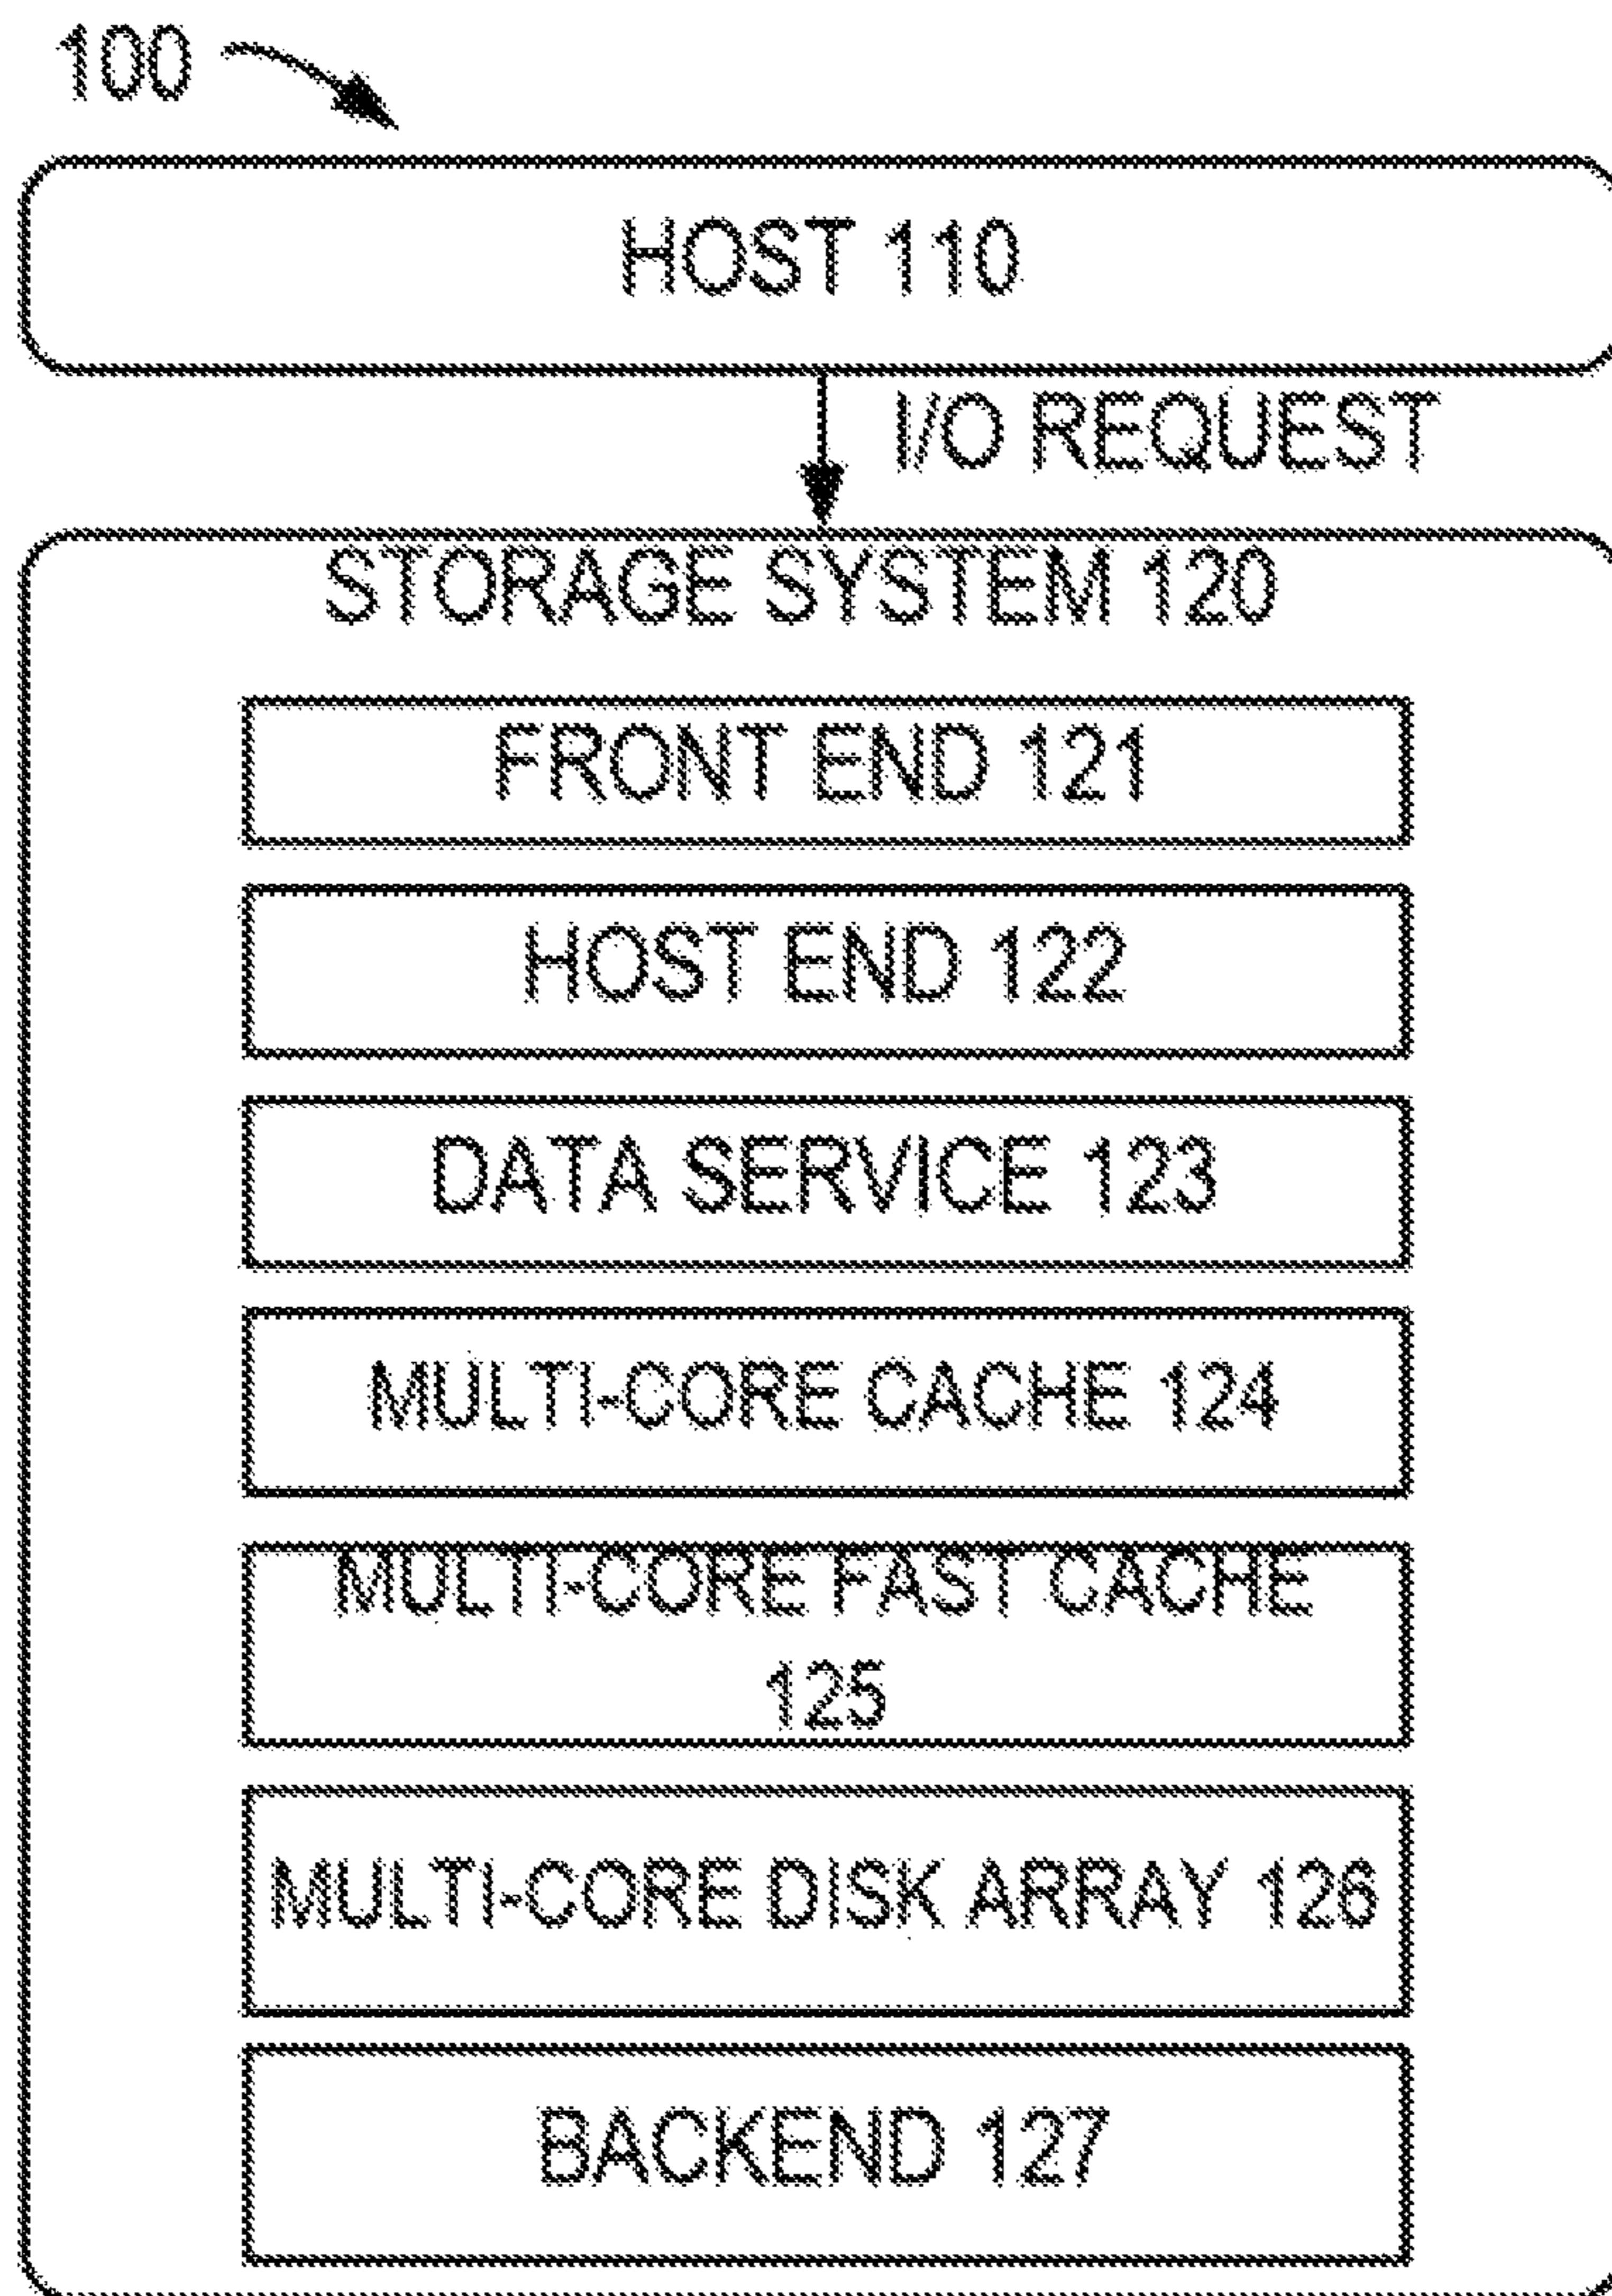 100
HOST 110
I/O REQUEST
STORAGE SYSTEM 120
FRONT END 121
HOST END 122
DATA SERVICE 123
MULTI-CORE CACHE 124
MULTI-CORE FAST CACHE
125
MULTI-CORE DISK ARRAY 126
BACKEND 127